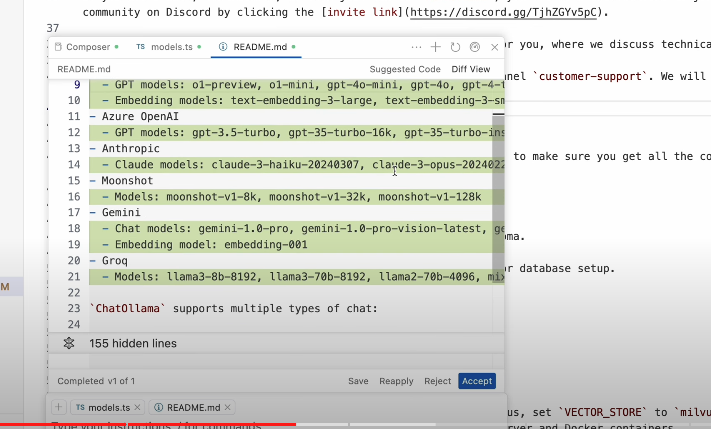 community on Discord by clicking the [invite link](https://discord.gg/TjhZGYv5pC).
37
Composer TS models.ts README.md
or you, where we discuss technica
README.md Suggested Code Diff View
nel `customer-support`. We will
9 - GPT models: o1-preview, o1-mini, gpt-4o-mini, gpt-4o, gpt-4-t
10 - Embedding models: text-embedding-3-large, text-embedding-3-sm
11 - Azure OpenAI
12 - GPT models: gpt-3.5-turbo, gpt-35-turbo-16k, gpt-35-turbo-ins
13 - Anthropic
to make sure you get all the co
14 - Claude models: claude-3-haiku-20240307, claude-3-opus-2024022
15 - Moonshot
16 - Models: moonshot-v1-8k, moonshot-v1-32k, moonshot-v1-128k
17 - Gemini
18 - Chat models: gemini-1.0-pro, gemini-1.0-pro-vision-latest, ge
ma.
19 - Embedding model: embedding-001
20 - Groq
or database setup.
21 - Models: llama3-8b-8192, llama3-70b-8192, llama2-70b-4096, mix
M
22
23 `ChatOllama` supports multiple types of chat:
24
155 hidden lines
Completed v1 of 1 Save Reapply Reject Accept
TS models.ts README.md
us, set `VECTOR_STORE` to `milvu
Type your instructions, / for commands
rver and Docker containers